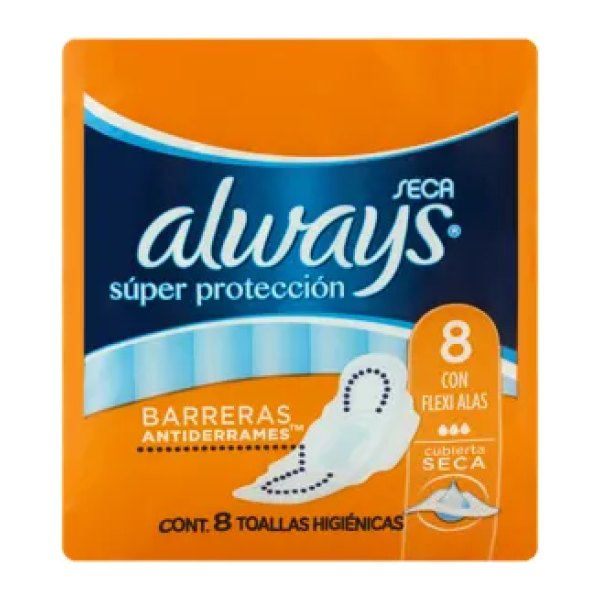 SECA
always®
súper protección
8
CON
FLEXI ALAS
BARRERAS
ANTIDERRAMES™
cubierta
SECA
CONT. 8 TOALLAS HIGIÉNICAS